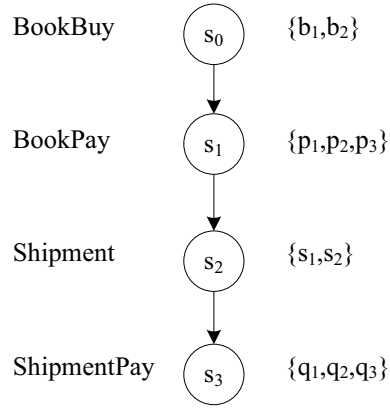 BookBuy s₀ {b₁,b₂}
BookPay s₁ {p₁,p₂,p₃}
Shipment s₂ {s₁,s₂}
ShipmentPay s₃ {q₁,q₂,q₃}